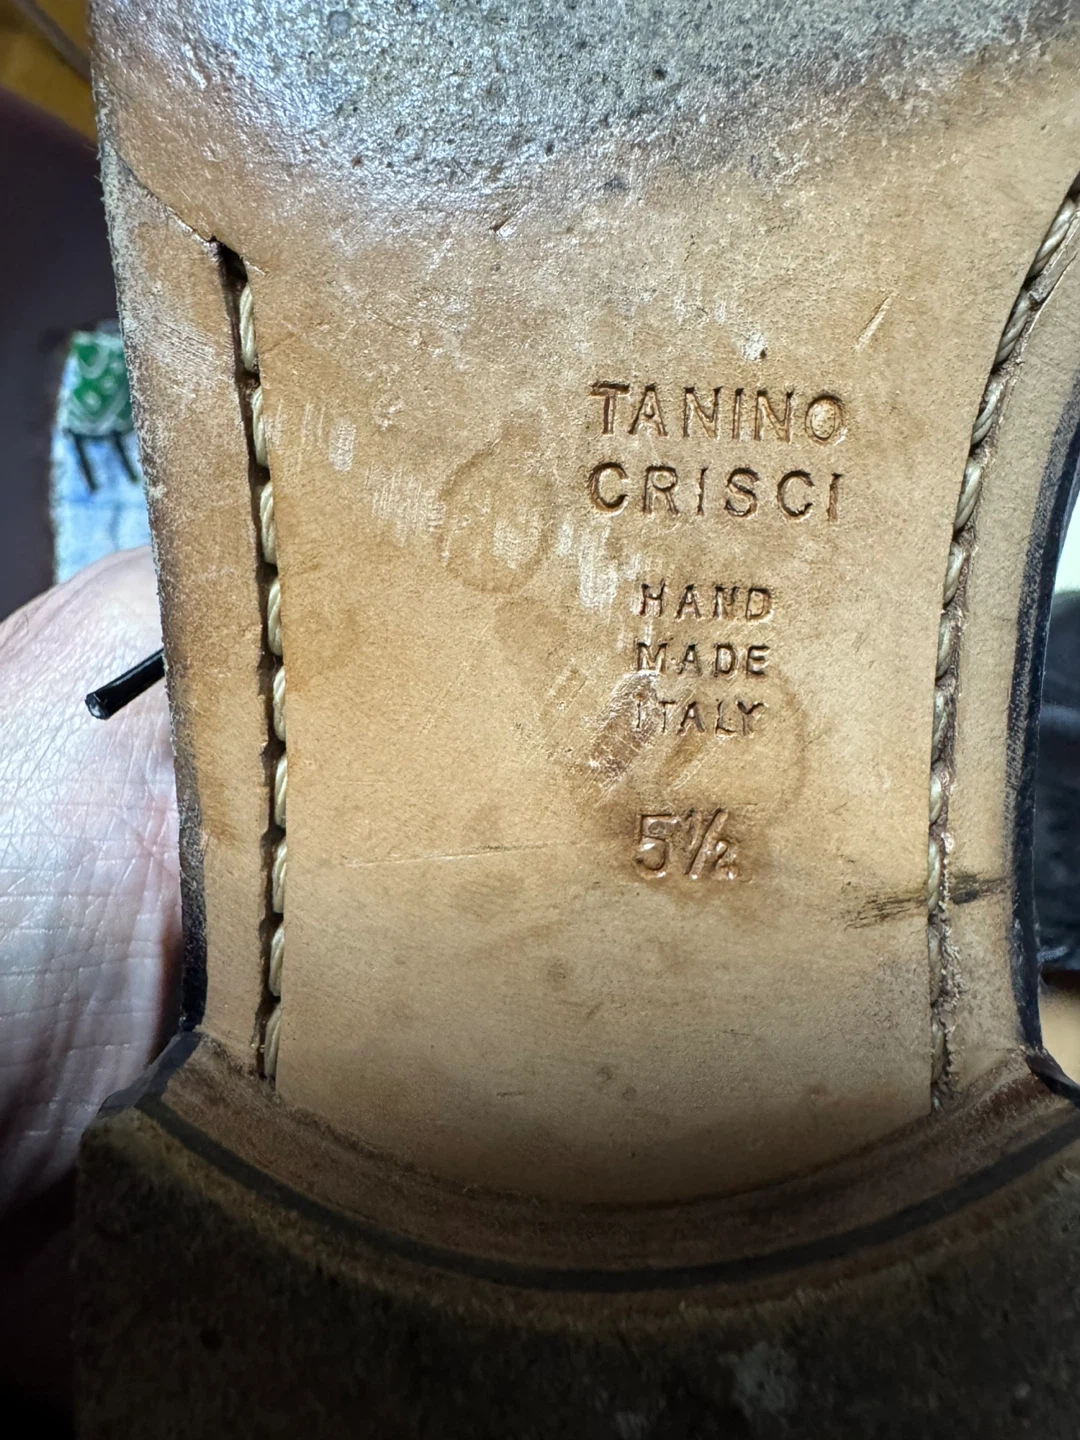 TANINO
CRISCI
HAND
MADE
ITALY
5½